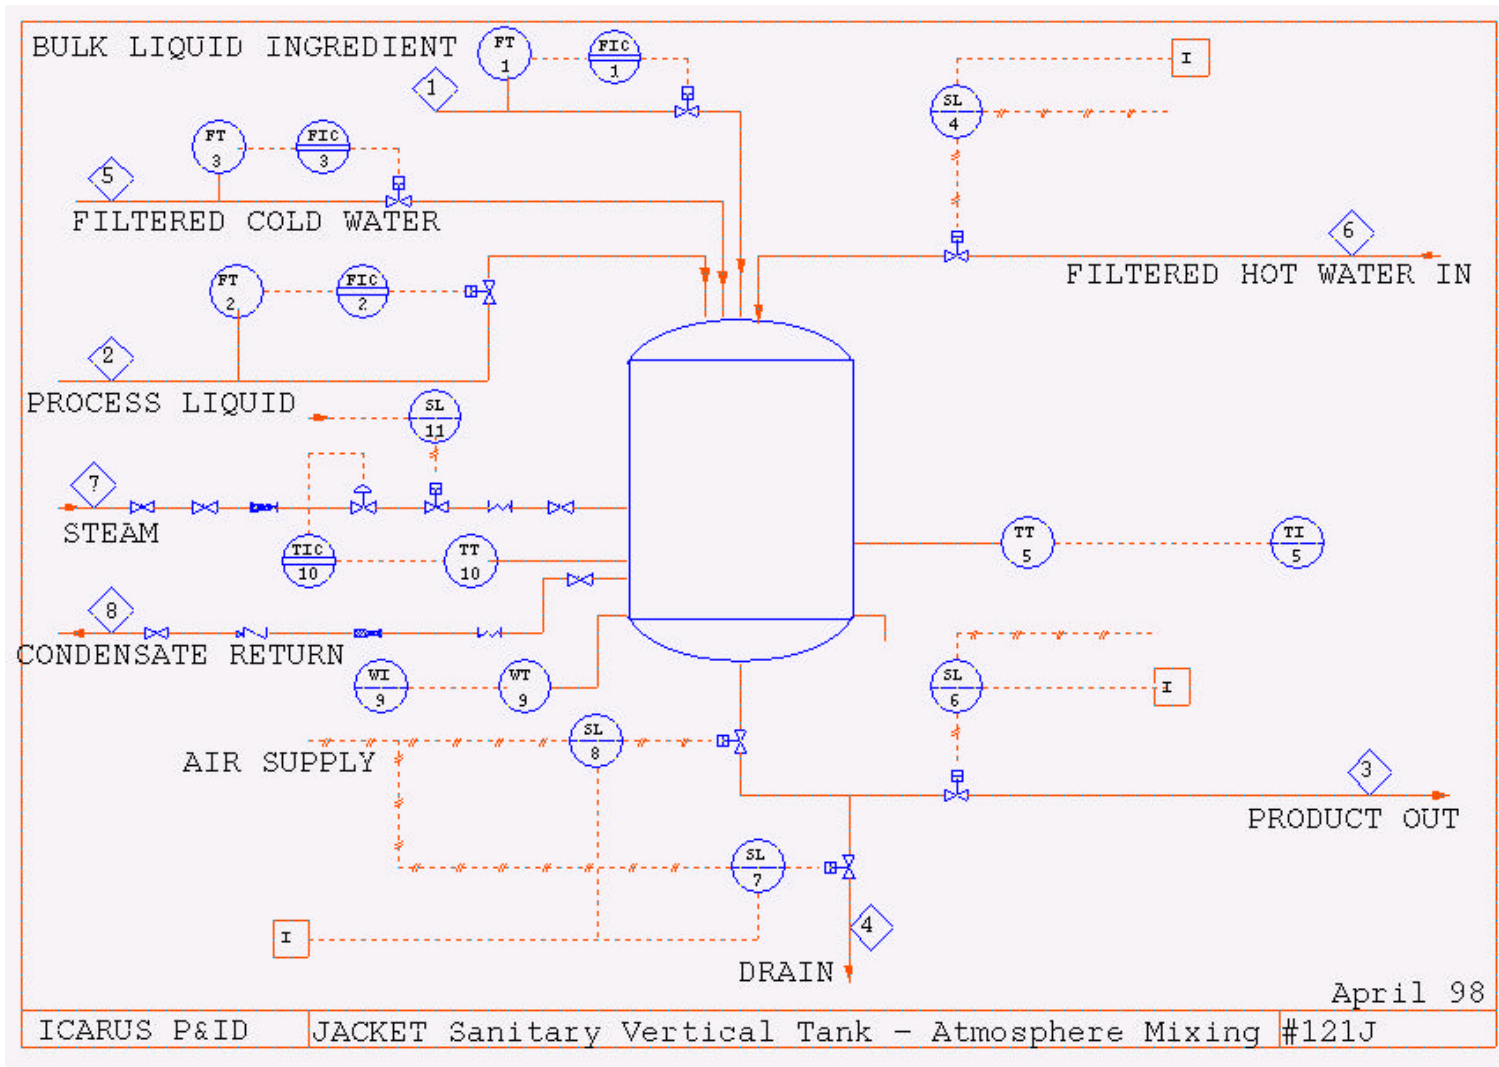 BULK LIQUID INGREDIENT
FT
1
FIC
1
I
1
SL
4
FT
3
FIC
3
5
FILTERED COLD WATER
6
FILTERED HOT WATER IN
FT
2
FIC
2
2
PROCESS LIQUID
SL
11
7
STEAM
TIC
10
TT
10
TT
5
TI
5
8
CONDENSATE RETURN
WI
9
WT
9
SL
6
I
AIR SUPPLY
SL
8
3
PRODUCT OUT
SL
7
4
I
DRAIN
April 98
ICARUS P&ID
JACKET Sanitary Vertical Tank - Atmosphere Mixing
#121J